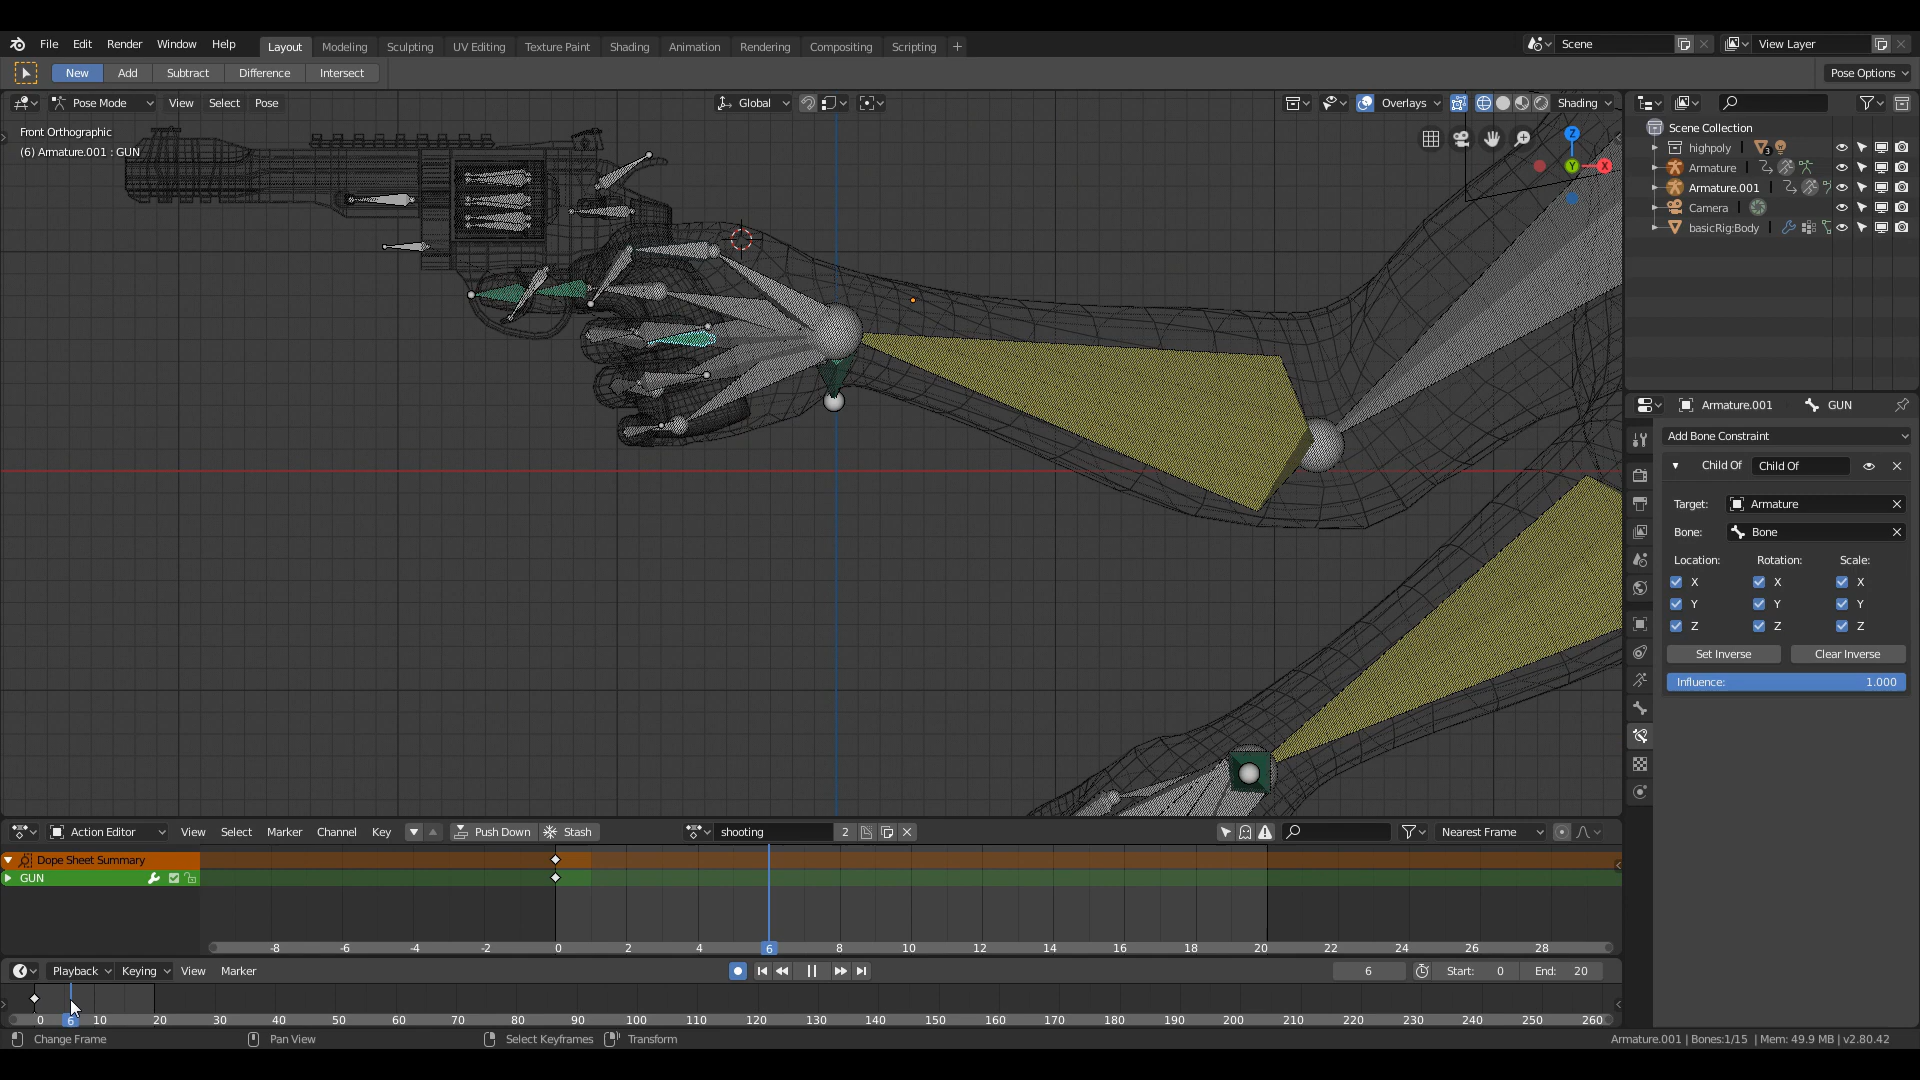 File Edit Render Window Help Layout Modeling Sculpting UV Editing Texture Paint Shading Animation Rendering Compositing Scripting + Scene View Layer
New Add Subtract Difference Intersect Pose Options
Pose Mode View Select Pose Global Overlays Shading
Front Orthographic
(6) Armature.001 : GUN
Z
Y
X
Scene Collection
highpoly 3
Armature
Armature.001
Camera
basicRig:Body
Armature.001 GUN
Add Bone Constraint
Child Of Child Of
Target: Armature
Bone: Bone
Location: Rotation: Scale:
X X X
Y Y Y
Z Z Z
Set Inverse Clear Inverse
Influence: 1.000
Action Editor View Select Marker Channel Key Push Down Stash shooting 2 Nearest Frame
Dope Sheet Summary
GUN
-8 -6 -4 -2 0 2 4 6 8 10 12 14 16 18 20 22 24 26 28
Playback Keying View Marker 6 Start: 0 End: 20
0 6 10 20 30 40 50 60 70 80 90 100 110 120 130 140 150 160 170 180 190 200 210 220 230 240 250 260
Change Frame Pan View Select Keyframes Transform Armature.001 | Bones:1/15 | Mem: 49.9 MB | v2.80.42